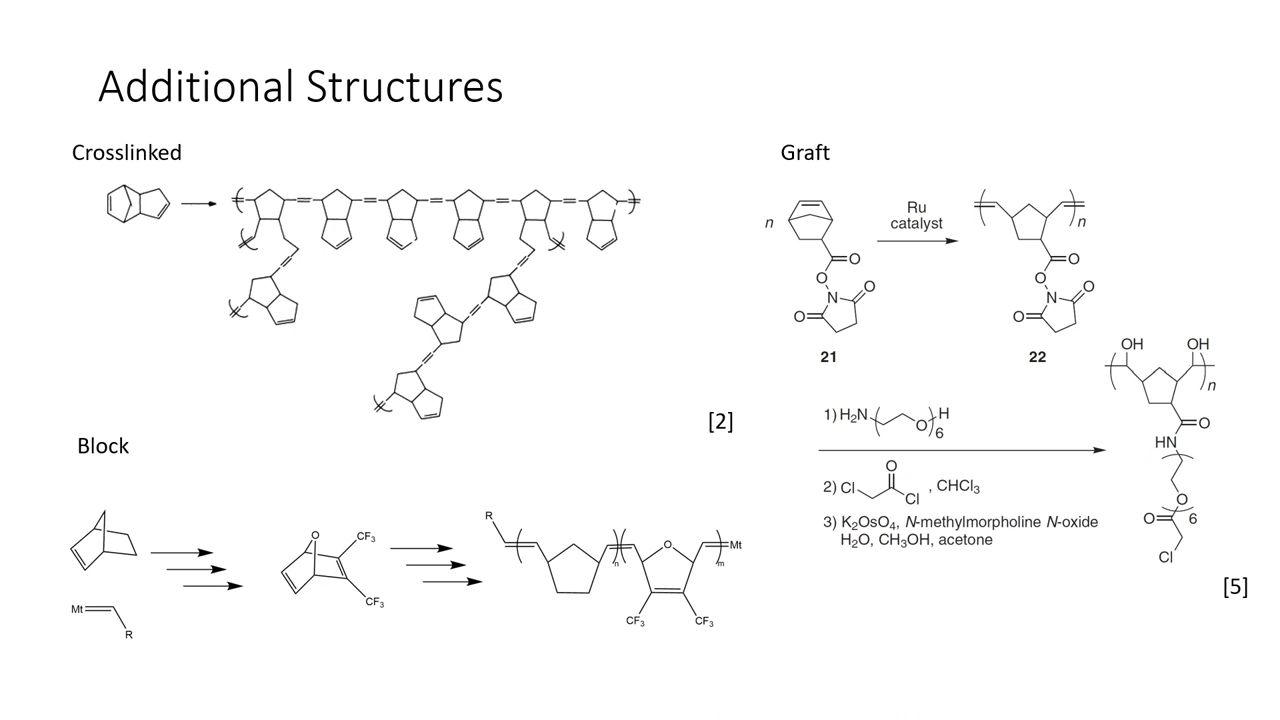 Additional Structures
Crosslinked
[2]
Block
Mt
R
O
CF₃
CF₃
R
n
O
m
Mt
CF₃
CF₃
Graft
n
Ru
catalyst
n
O
O
N
O
O
21
O
O
N
O
O
22
1) H₂N
O
H
6
2) Cl
O
Cl
, CHCl₃
3) K₂OsO₄, N-methylmorpholine N-oxide
H₂O, CH₃OH, acetone
OH
OH
n
O
HN
O
6
O
Cl
[5]